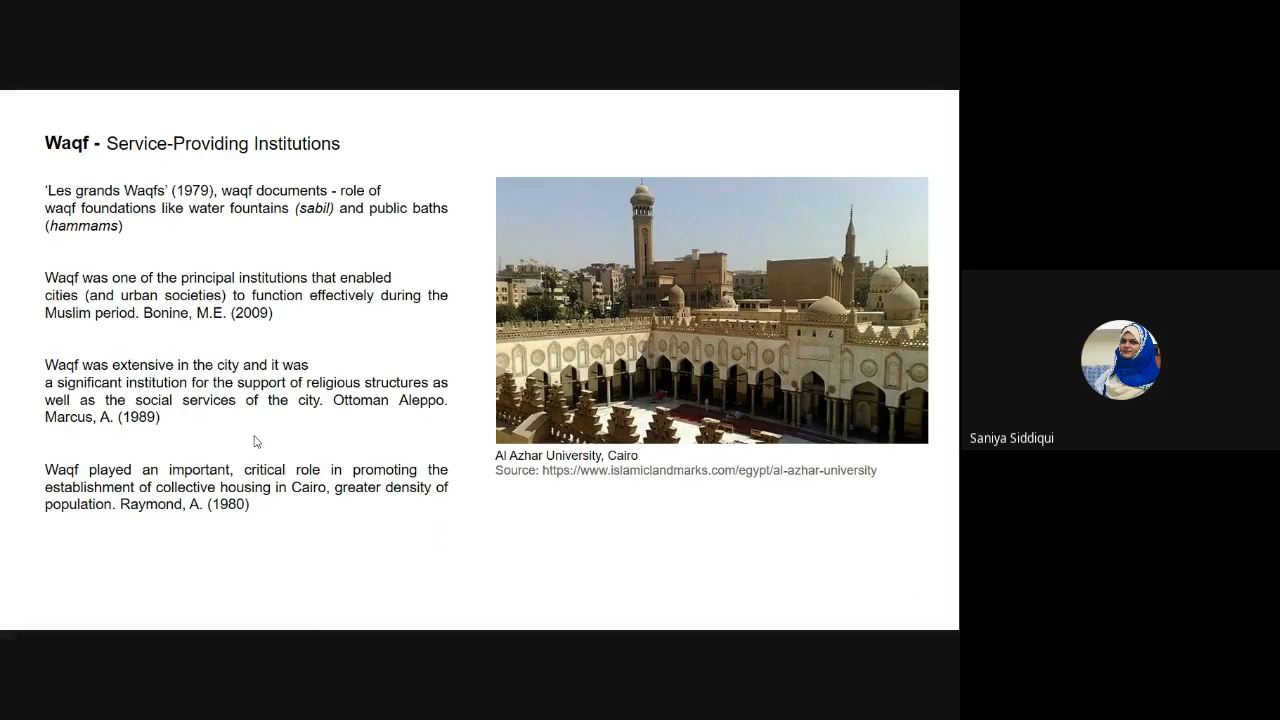 Waqf - Service-Providing Institutions
‘Les grands Waqfs’ (1979), waqf documents - role of
waqf foundations like water fountains (sabil) and public baths
(hammams)
Waqf was one of the principal institutions that enabled
cities (and urban societies) to function effectively during the
Muslim period. Bonine, M.E. (2009)
Waqf was extensive in the city and it was
a significant institution for the support of religious structures as
well as the social services of the city. Ottoman Aleppo.
Marcus, A. (1989)
Waqf played an important, critical role in promoting the
establishment of collective housing in Cairo, greater density of
population. Raymond, A. (1980)
Al Azhar University, Cairo
Source: https://www.islamiclandmarks.com/egypt/al-azhar-university
Saniya Siddiqui